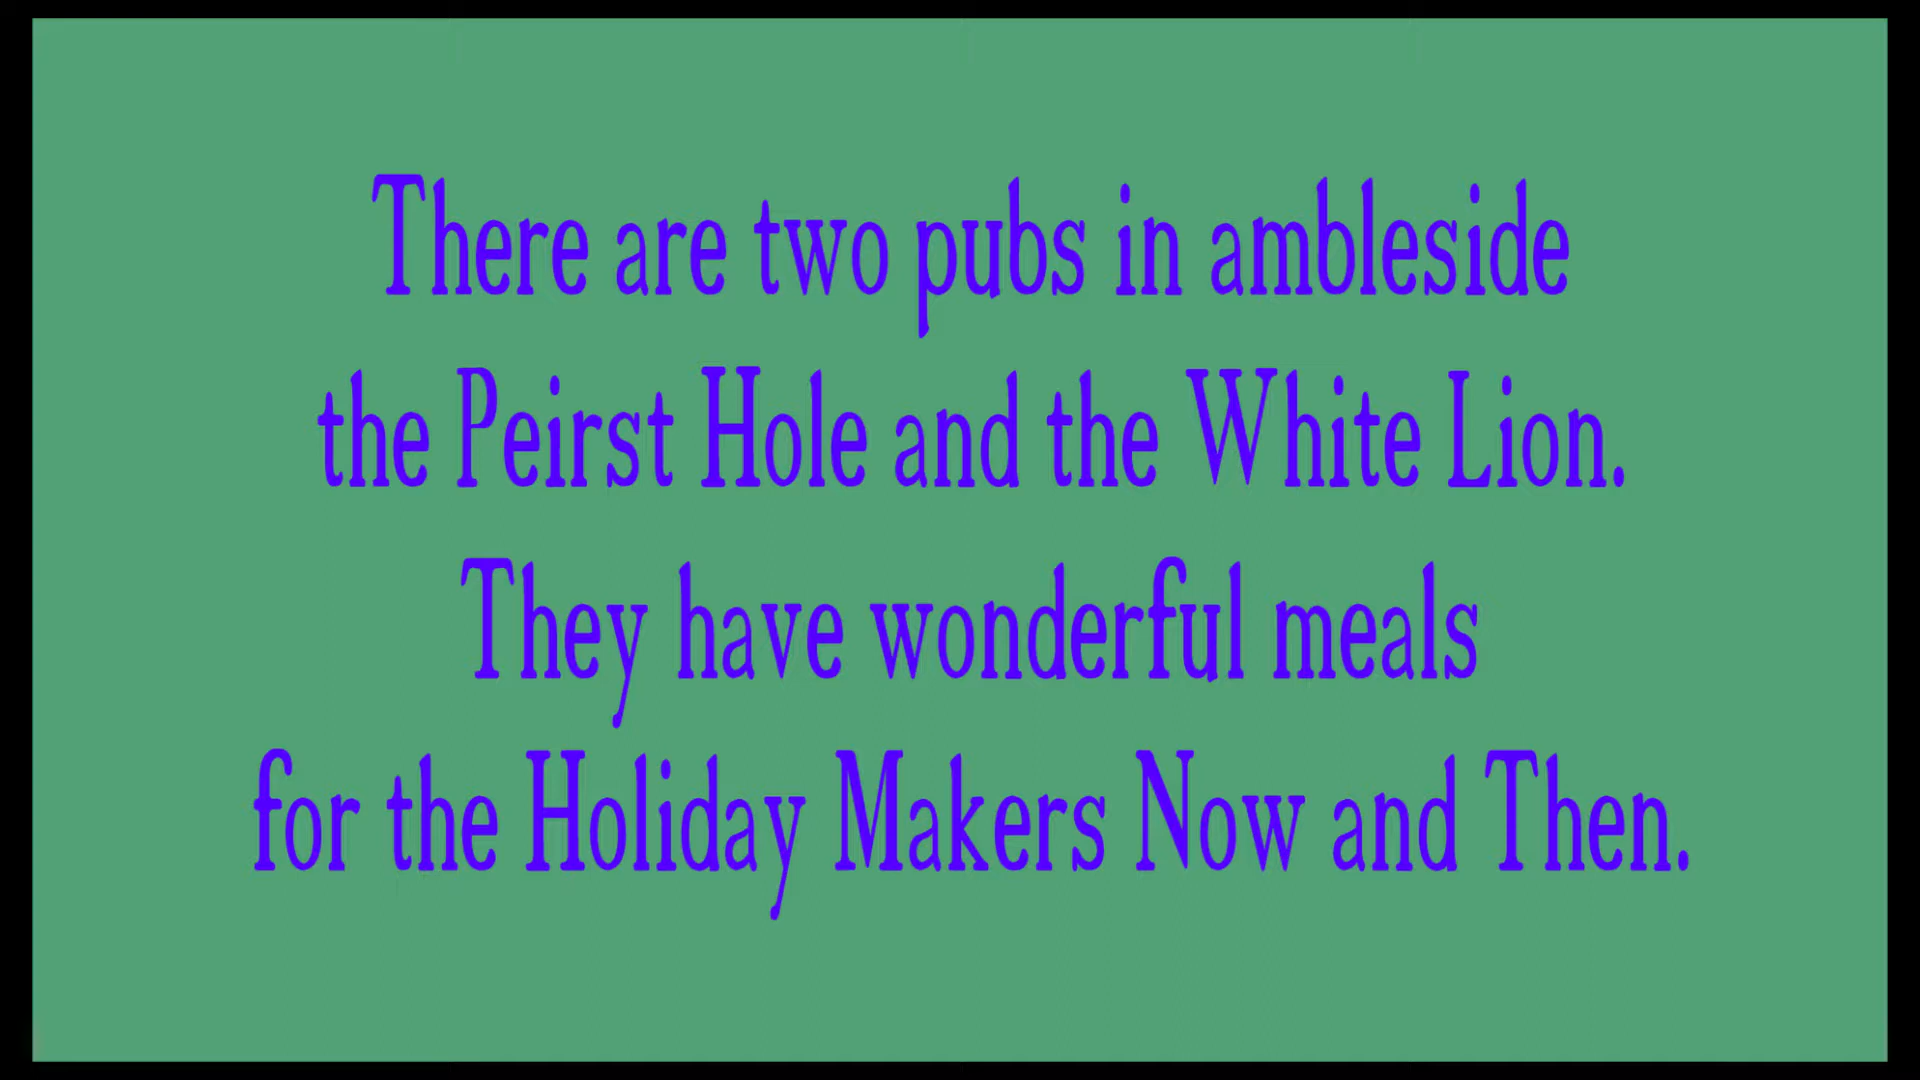 There are two pubs in ambleside
the Peirst Hole and the White Lion.
They have wonderful meals
for the Holiday Makers Now and Then.